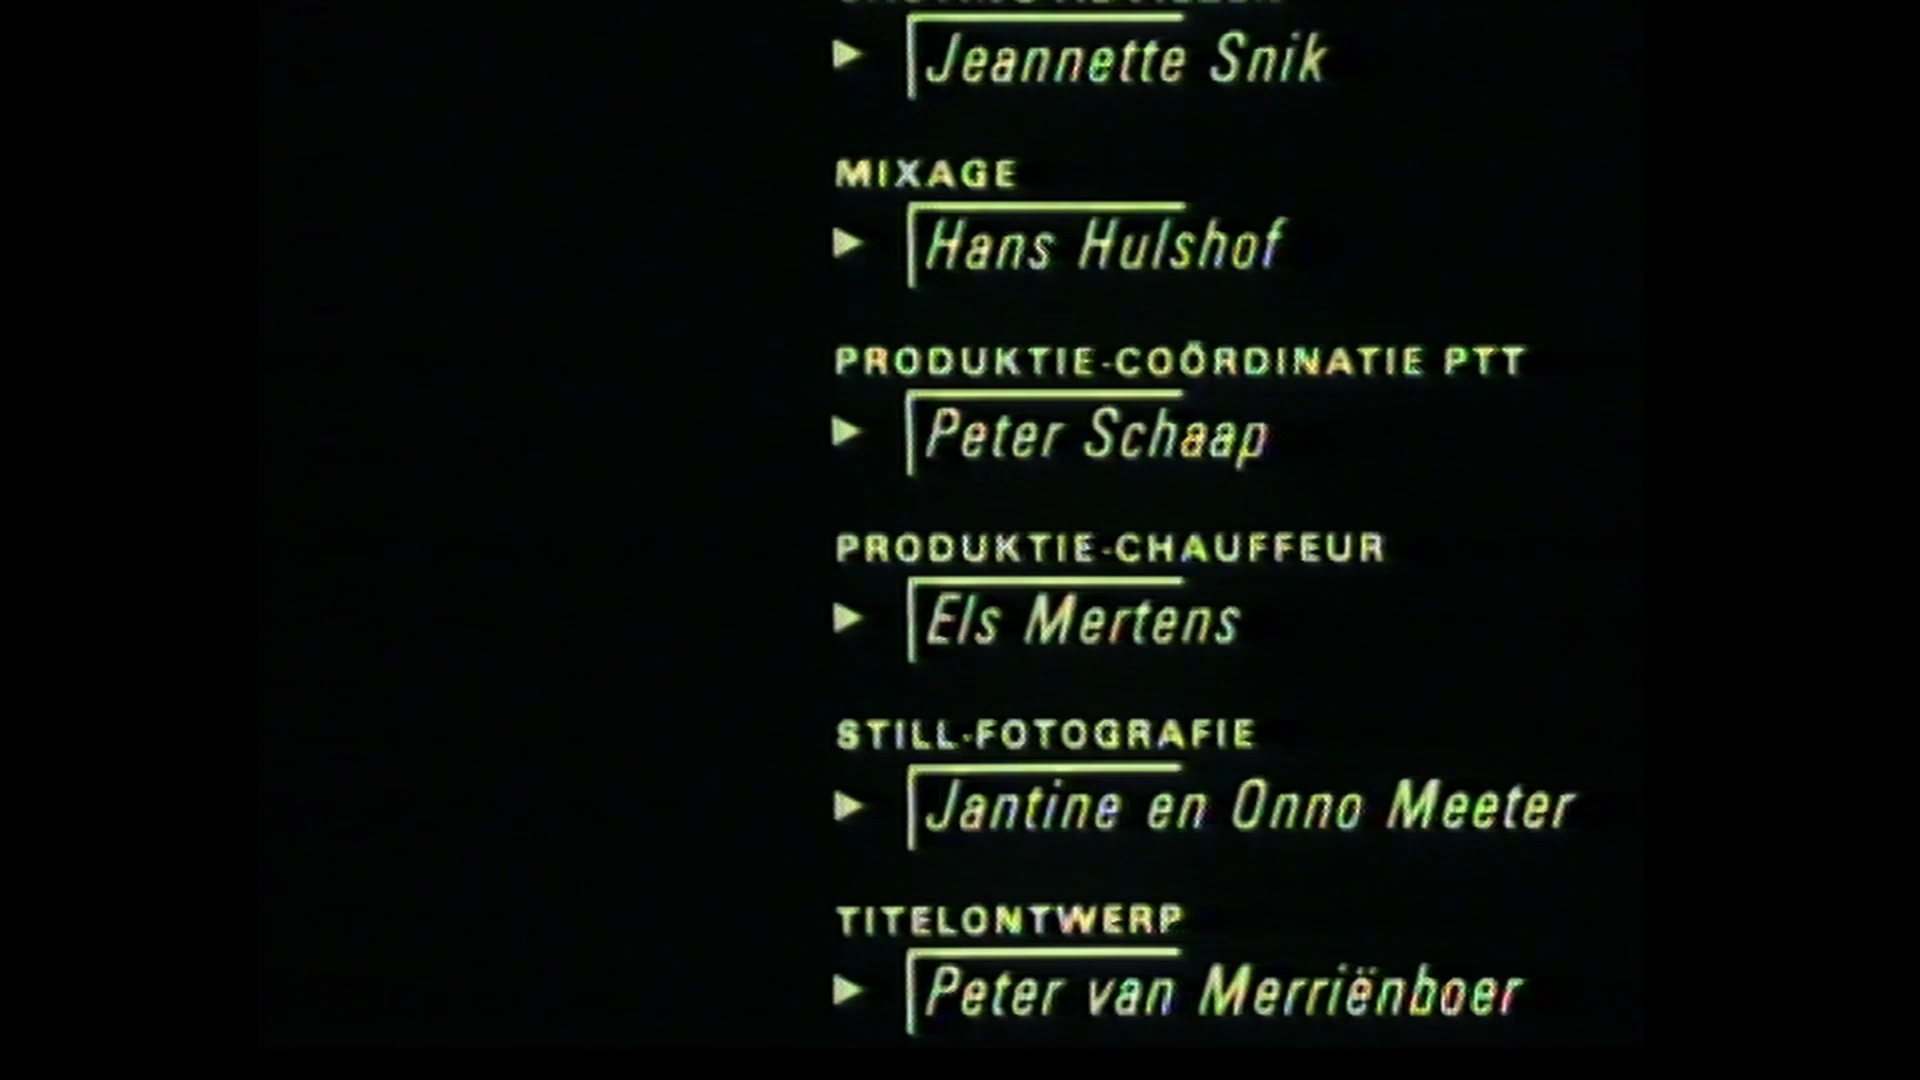 Jeannette Snik
MIXAGE
Hans Hulshof
PRODUKTIE-COÖRDINATIE PTT
Peter Schaap
PRODUKTIE-CHAUFFEUR
Els Mertens
STILL-FOTOGRAFIE
Jantine en Onno Meeter
TITELONTWERP
Peter van Merriënboer